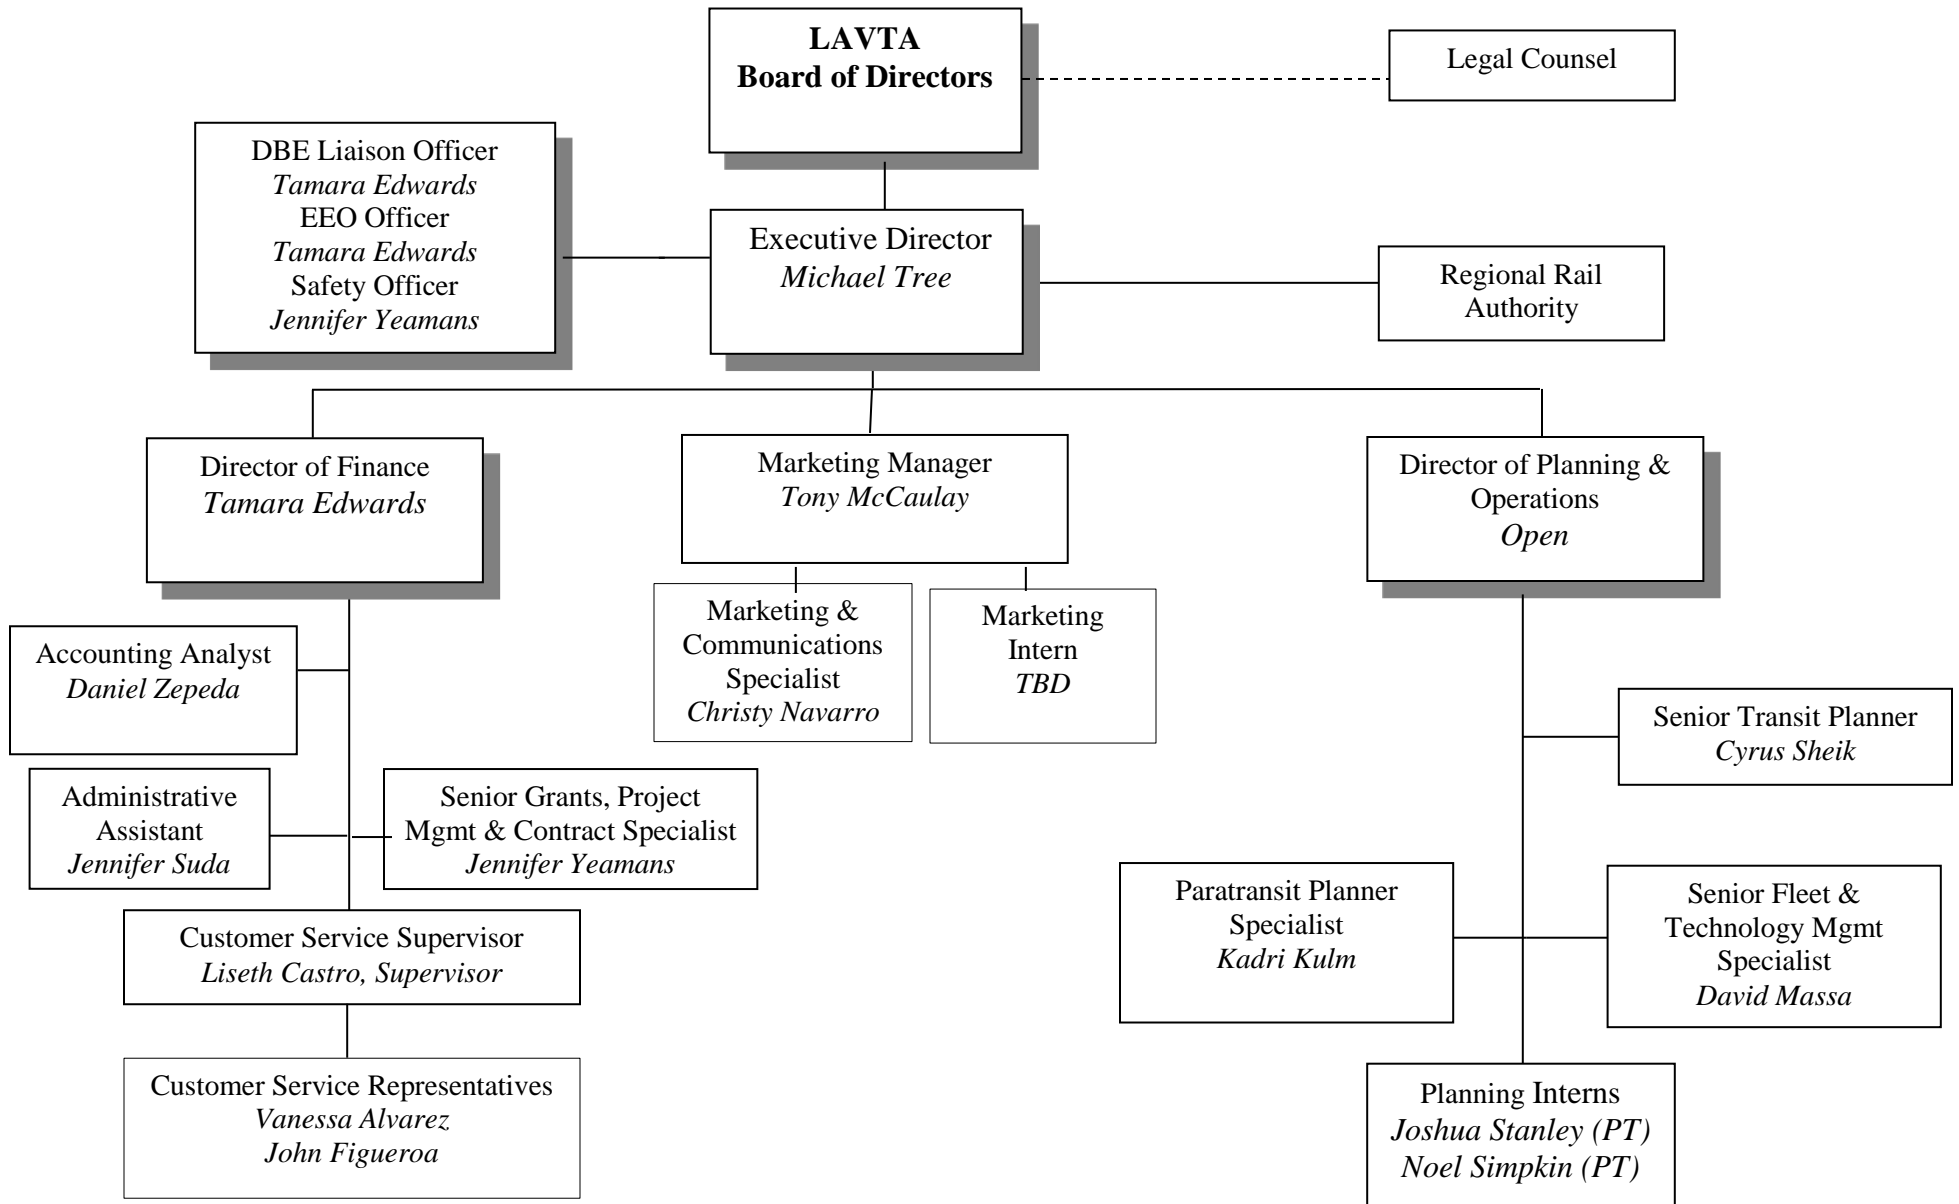 LAVTA
Board of Directors
Legal Counsel
DBE Liaison Officer
Tamara Edwards
EEO Officer
Tamara Edwards
Safety Officer
Jennifer Yeamans
Executive Director
Michael Tree
Regional Rail
Authority
Director of Finance
Tamara Edwards
Marketing Manager
Tony McCaulay
Director of Planning &
Operations
Open
Accounting Analyst
Daniel Zepeda
Marketing &
Communications
Specialist
Christy Navarro
Marketing
Intern
TBD
Senior Transit Planner
Cyrus Sheik
Administrative
Assistant
Jennifer Suda
Senior Grants, Project
Mgmt & Contract Specialist
Jennifer Yeamans
Paratransit Planner
Specialist
Kadri Kulm
Senior Fleet &
Technology Mgmt
Specialist
David Massa
Customer Service Supervisor
Liseth Castro, Supervisor
Customer Service Representatives
Vanessa Alvarez
John Figueroa
Planning Interns
Joshua Stanley (PT)
Noel Simpkin (PT)